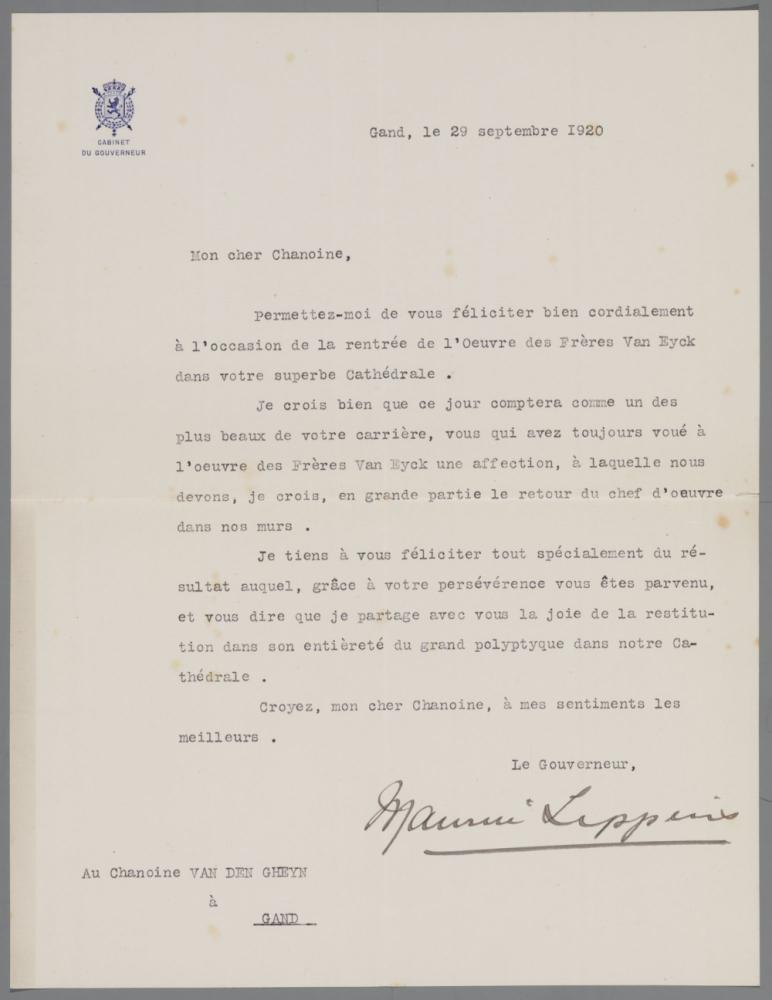 CABINET
DU GOUVERNEUR
Gand, le 29 septembre I920
Mon cher Chanoine,
Permettez-moi de vous féliciter bien cordialement
à l'occasion de la rentrée de l'Oeuvre des Frères Van Eyck
dans votre superbe Cathédrale .
Je crois bien que ce jour comptera comme un des
plus beaux de votre carrière, vous qui avez toujours voué à
l'oeuvre des Frères Van Eyck une affection, à laquelle nous
devons, je crois, en grande partie le retour du chef d'oeuvre
dans nos murs .
Je tiens à vous féliciter tout spécialement du ré-
sultat auquel, grâce à votre persévérence vous êtes parvenu,
et vous dire que je partage avec vous la joie de la restitu-
tion dans son entièreté du grand polyptyque dans notre Ca-
thédrale .
Croyez, mon cher Chanoine, à mes sentiments les
meilleurs .
Le Gouverneur,
Maurice Lippens
Au Chanoine VAN DEN GHEYN
à
GAND